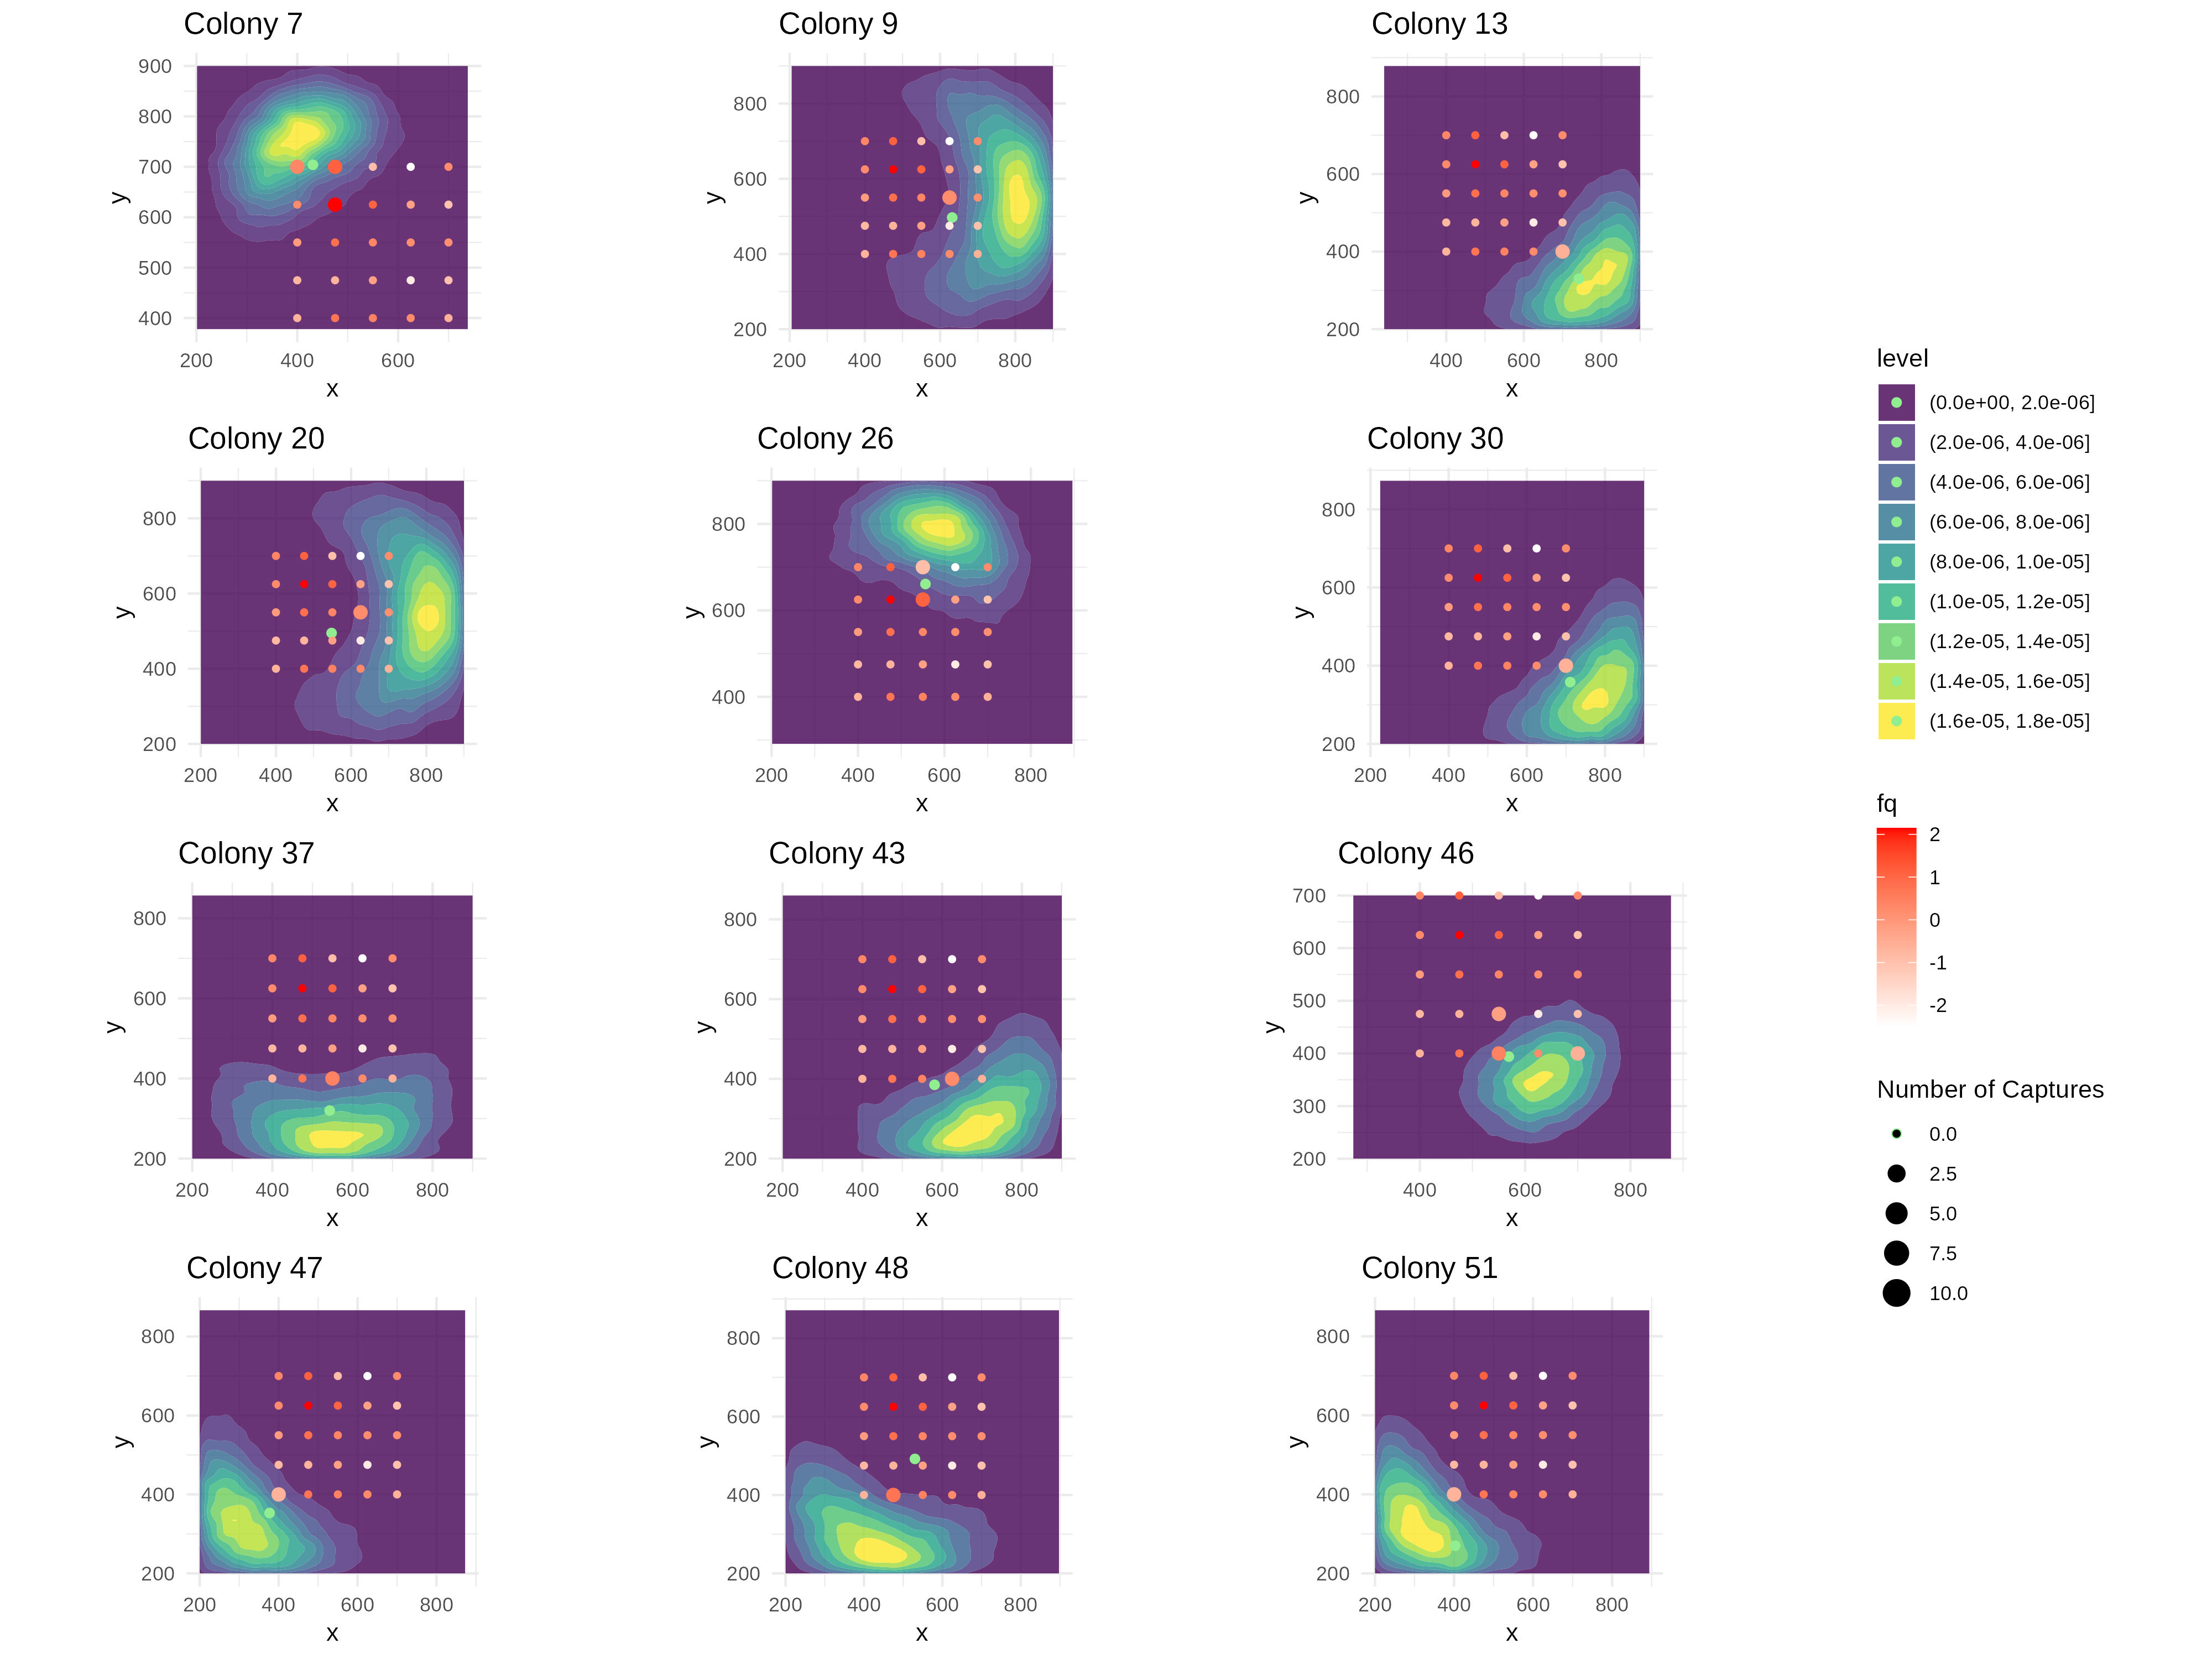 Colony 7
y
900
800
700
600
500
400
200 400 600
x
Colony 9
y
800
600
400
200
200 400 600 800
x
Colony 13
y
800
600
400
200
400 600 800
x
Colony 20
y
800
600
400
200
200 400 600 800
x
Colony 26
y
800
600
400
200 400 600 800
x
Colony 30
y
800
600
400
200
200 400 600 800
x
Colony 37
y
800
600
400
200
200 400 600 800
x
Colony 43
y
800
600
400
200
200 400 600 800
x
Colony 46
y
700
600
500
400
300
200
400 600 800
x
Colony 47
y
800
600
400
200
200 400 600 800
x
Colony 48
y
800
600
400
200
200 400 600 800
x
Colony 51
y
800
600
400
200
200 400 600 800
x
level
(0.0e+00, 2.0e-06]
(2.0e-06, 4.0e-06]
(4.0e-06, 6.0e-06]
(6.0e-06, 8.0e-06]
(8.0e-06, 1.0e-05]
(1.0e-05, 1.2e-05]
(1.2e-05, 1.4e-05]
(1.4e-05, 1.6e-05]
(1.6e-05, 1.8e-05]
fq
2
1
0
-1
-2
Number of Captures
0.0
2.5
5.0
7.5
10.0